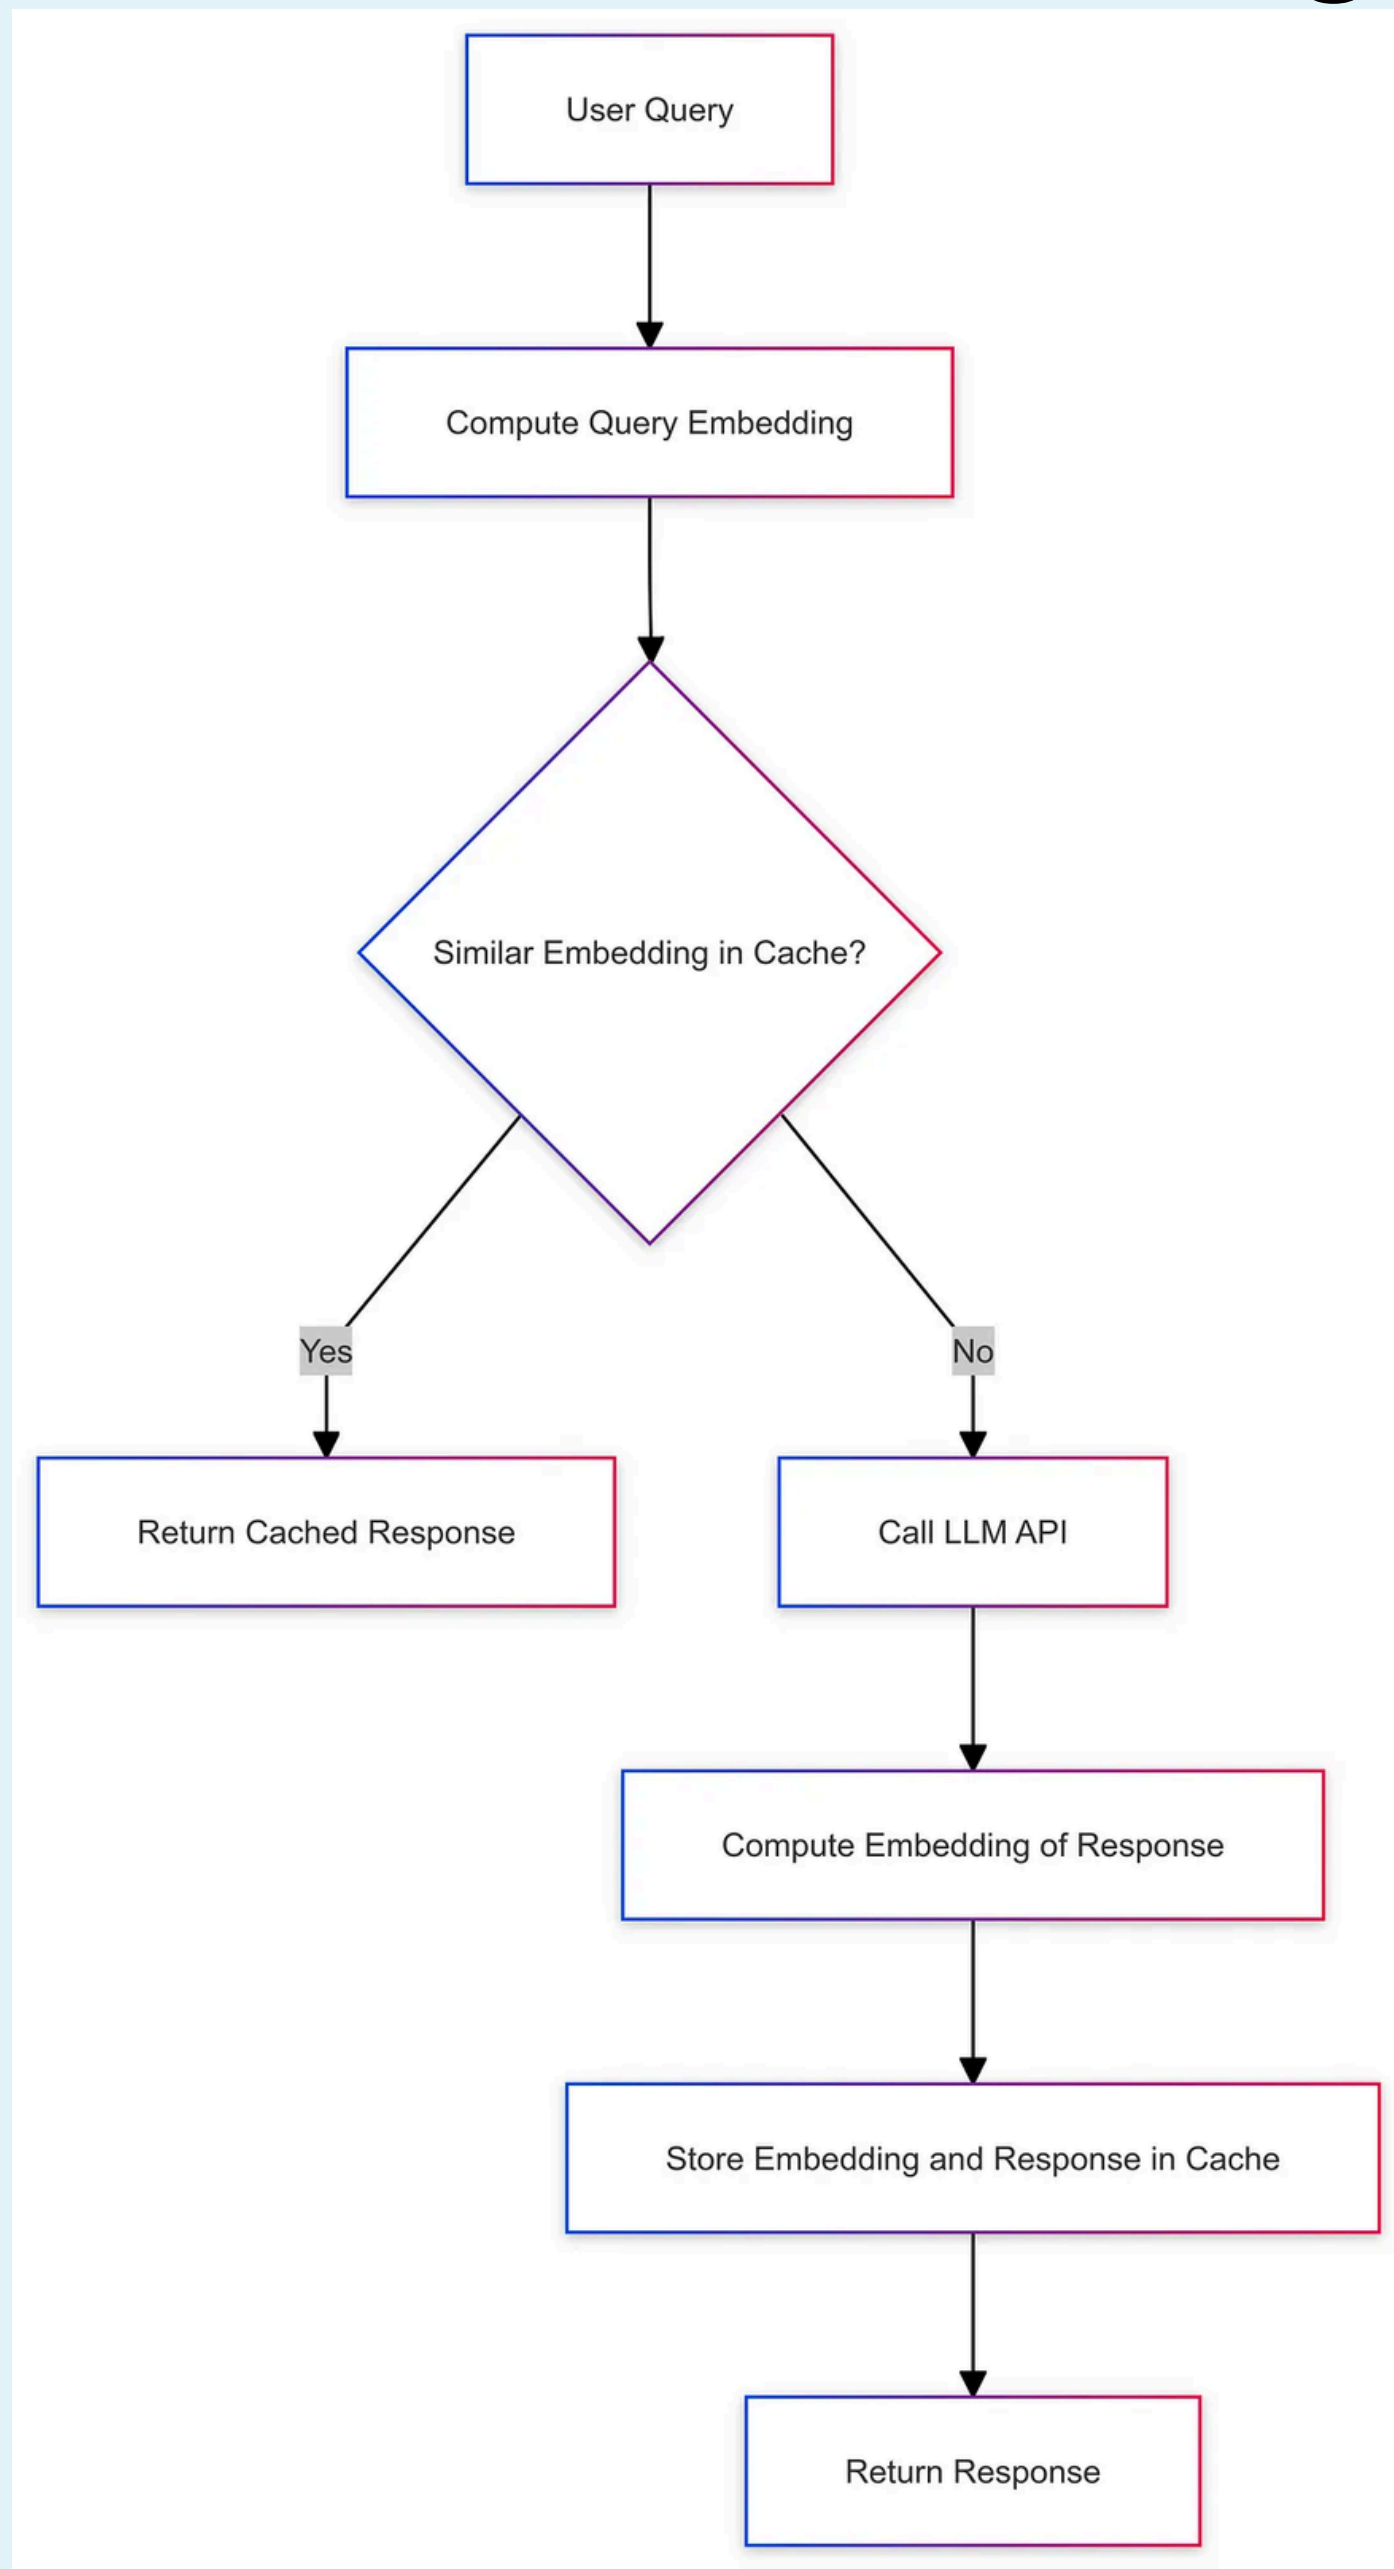 User Query
Compute Query Embedding
Similar Embedding in Cache?
Yes
No
Return Cached Response
Call LLM API
Compute Embedding of Response
Store Embedding and Response in Cache
Return Response